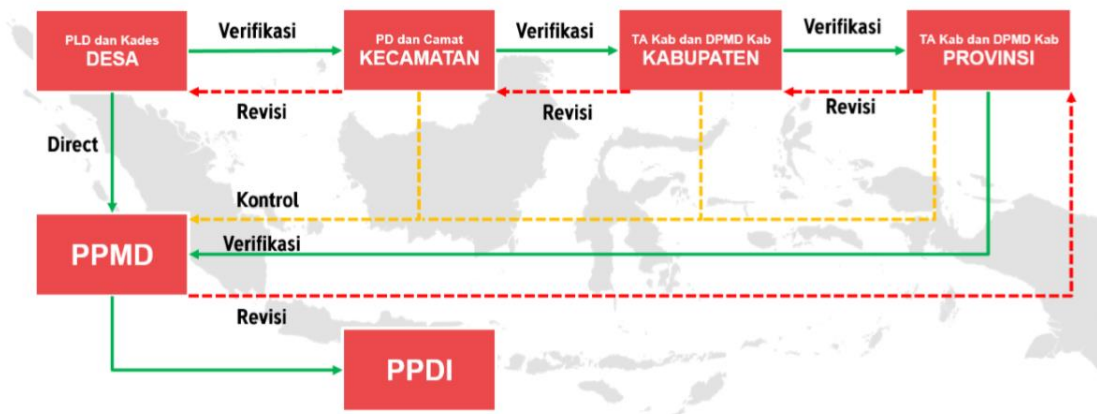 PLD dan Kades
DESA
Verifikasi
PD dan Camat
KECAMATAN
Verifikasi
TA Kab dan DPMD Kab
KABUPATEN
Verifikasi
TA Kab dan DPMD Kab
PROVINSI
Revisi
Revisi
Revisi
Direct
Kontrol
PPMD
Verifikasi
Revisi
PPDI